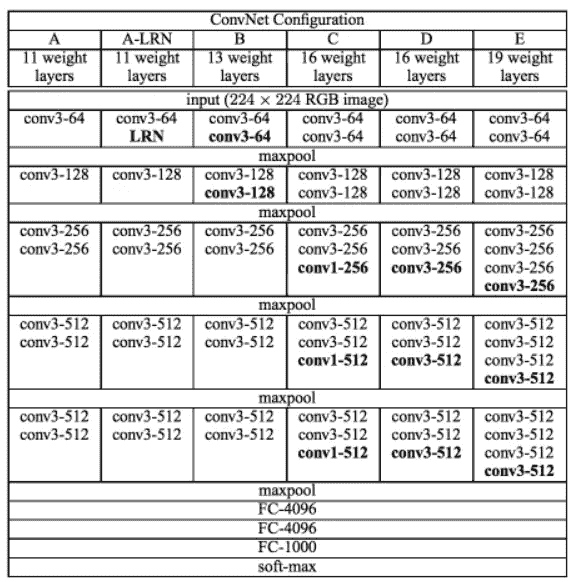 ConvNet Configuration
A A-LRN B C D E
11 weight 11 weight 13 weight 16 weight 16 weight 19 weight
layers layers layers layers layers layers
input (224 × 224 RGB image)
conv3-64 conv3-64 conv3-64 conv3-64 conv3-64 conv3-64
LRN conv3-64 conv3-64 conv3-64 conv3-64
maxpool
conv3-128 conv3-128 conv3-128 conv3-128 conv3-128 conv3-128
conv3-128 conv3-128 conv3-128 conv3-128
maxpool
conv3-256 conv3-256 conv3-256 conv3-256 conv3-256 conv3-256
conv3-256 conv3-256 conv3-256 conv3-256 conv3-256 conv3-256
conv1-256 conv3-256 conv3-256
conv3-256
maxpool
conv3-512 conv3-512 conv3-512 conv3-512 conv3-512 conv3-512
conv3-512 conv3-512 conv3-512 conv3-512 conv3-512 conv3-512
conv1-512 conv3-512 conv3-512
conv3-512
maxpool
conv3-512 conv3-512 conv3-512 conv3-512 conv3-512 conv3-512
conv3-512 conv3-512 conv3-512 conv3-512 conv3-512 conv3-512
conv1-512 conv3-512 conv3-512
conv3-512
maxpool
FC-4096
FC-4096
FC-1000
soft-max